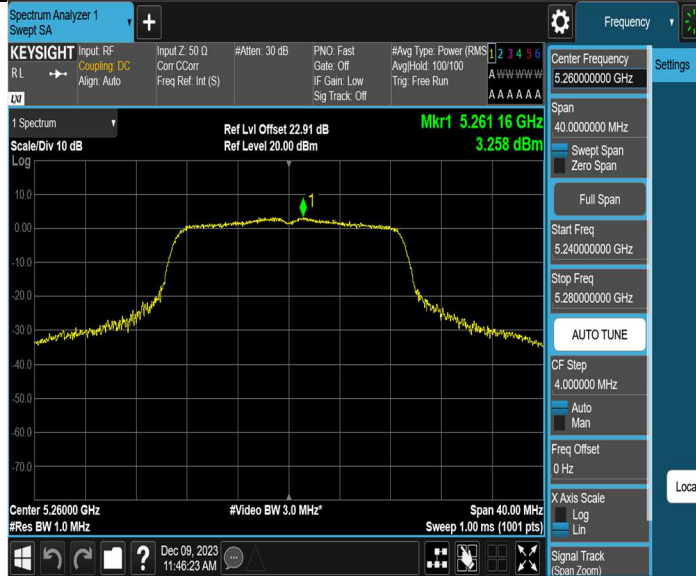 Spectrum Analyzer 1
Swept SA
+
Frequency
KEYSIGHT
RL
LXI
Input: RF
Coupling: DC
Align: Auto
Input Z: 50 Ω
Corr CCorr
Freq Ref: Int (S)
#Atten: 30 dB
PNO: Fast
Gate: Off
IF Gain: Low
Sig Track: Off
#Avg Type: Power (RMS
Avg|Hold: 100/100
Trig: Free Run
1 2 3 4 5 6
A W W W W W
A A A A A A
1 Spectrum
Scale/Div 10 dB
Log
Ref Lvl Offset 22.91 dB
Ref Level 20.00 dBm
Mkr1 5.261 16 GHz
3.258 dBm
1
10.0
0.00
-10.0
-20.0
-30.0
-40.0
-50.0
-60.0
-70.0
Center 5.26000 GHz
#Video BW 3.0 MHz*
Span 40.00 MHz
#Res BW 1.0 MHz
Sweep 1.00 ms (1001 pts)
?
Dec 09, 2023
11:46:23 AM
Center Frequency
5.260000000 GHz
Settings
Span
40.0000000 MHz
Swept Span
Zero Span
Full Span
Start Freq
5.240000000 GHz
Stop Freq
5.280000000 GHz
AUTO TUNE
CF Step
4.000000 MHz
Auto
Man
Freq Offset
0 Hz
X Axis Scale
Log
Lin
Loca
Signal Track
(Span Zoom)